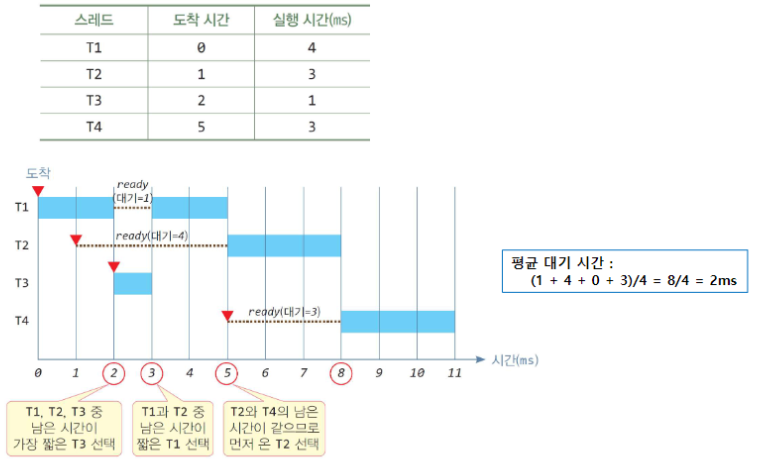 스레드 도착 시간 실행 시간(ms)
T1 0 4
T2 1 3
T3 2 1
T4 5 3
도착
ready
(대기=1)
T1
ready(대기=4)
T2
T3
ready(대기=3)
T4
평균 대기 시간 :
(1 + 4 + 0 + 3)/4 = 8/4 = 2ms
시간(ms)
0 1 2 3 4 5 6 7 8 9 10 11
T1, T2, T3 중
남은 시간이
가장 짧은 T3 선택
T1과 T2 중
남은 시간이
짧은 T1 선택
T2와 T4의 남은
시간이 같으므로
먼저 온 T2 선택